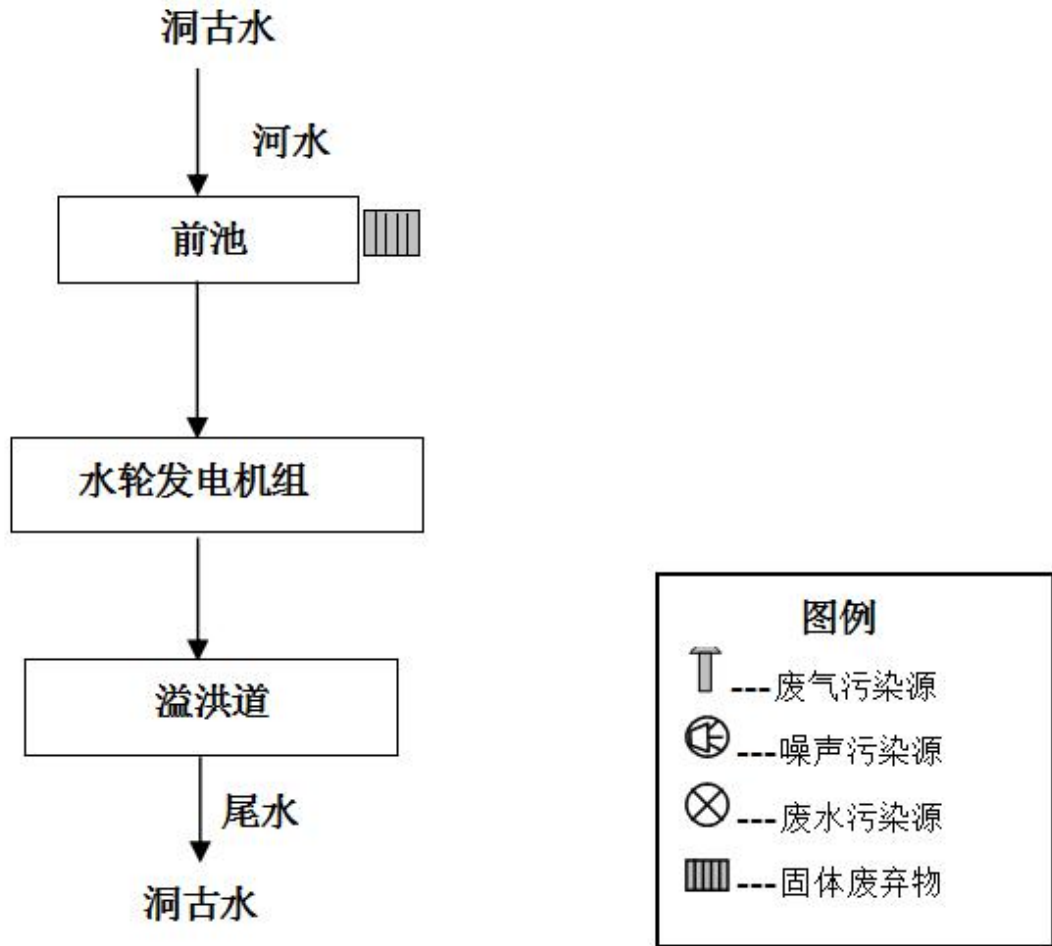 洞古水
河水
前池
水轮发电机组
溢洪道
尾水
洞古水
图例
---废气污染源
---噪声污染源
---废水污染源
---固体废弃物